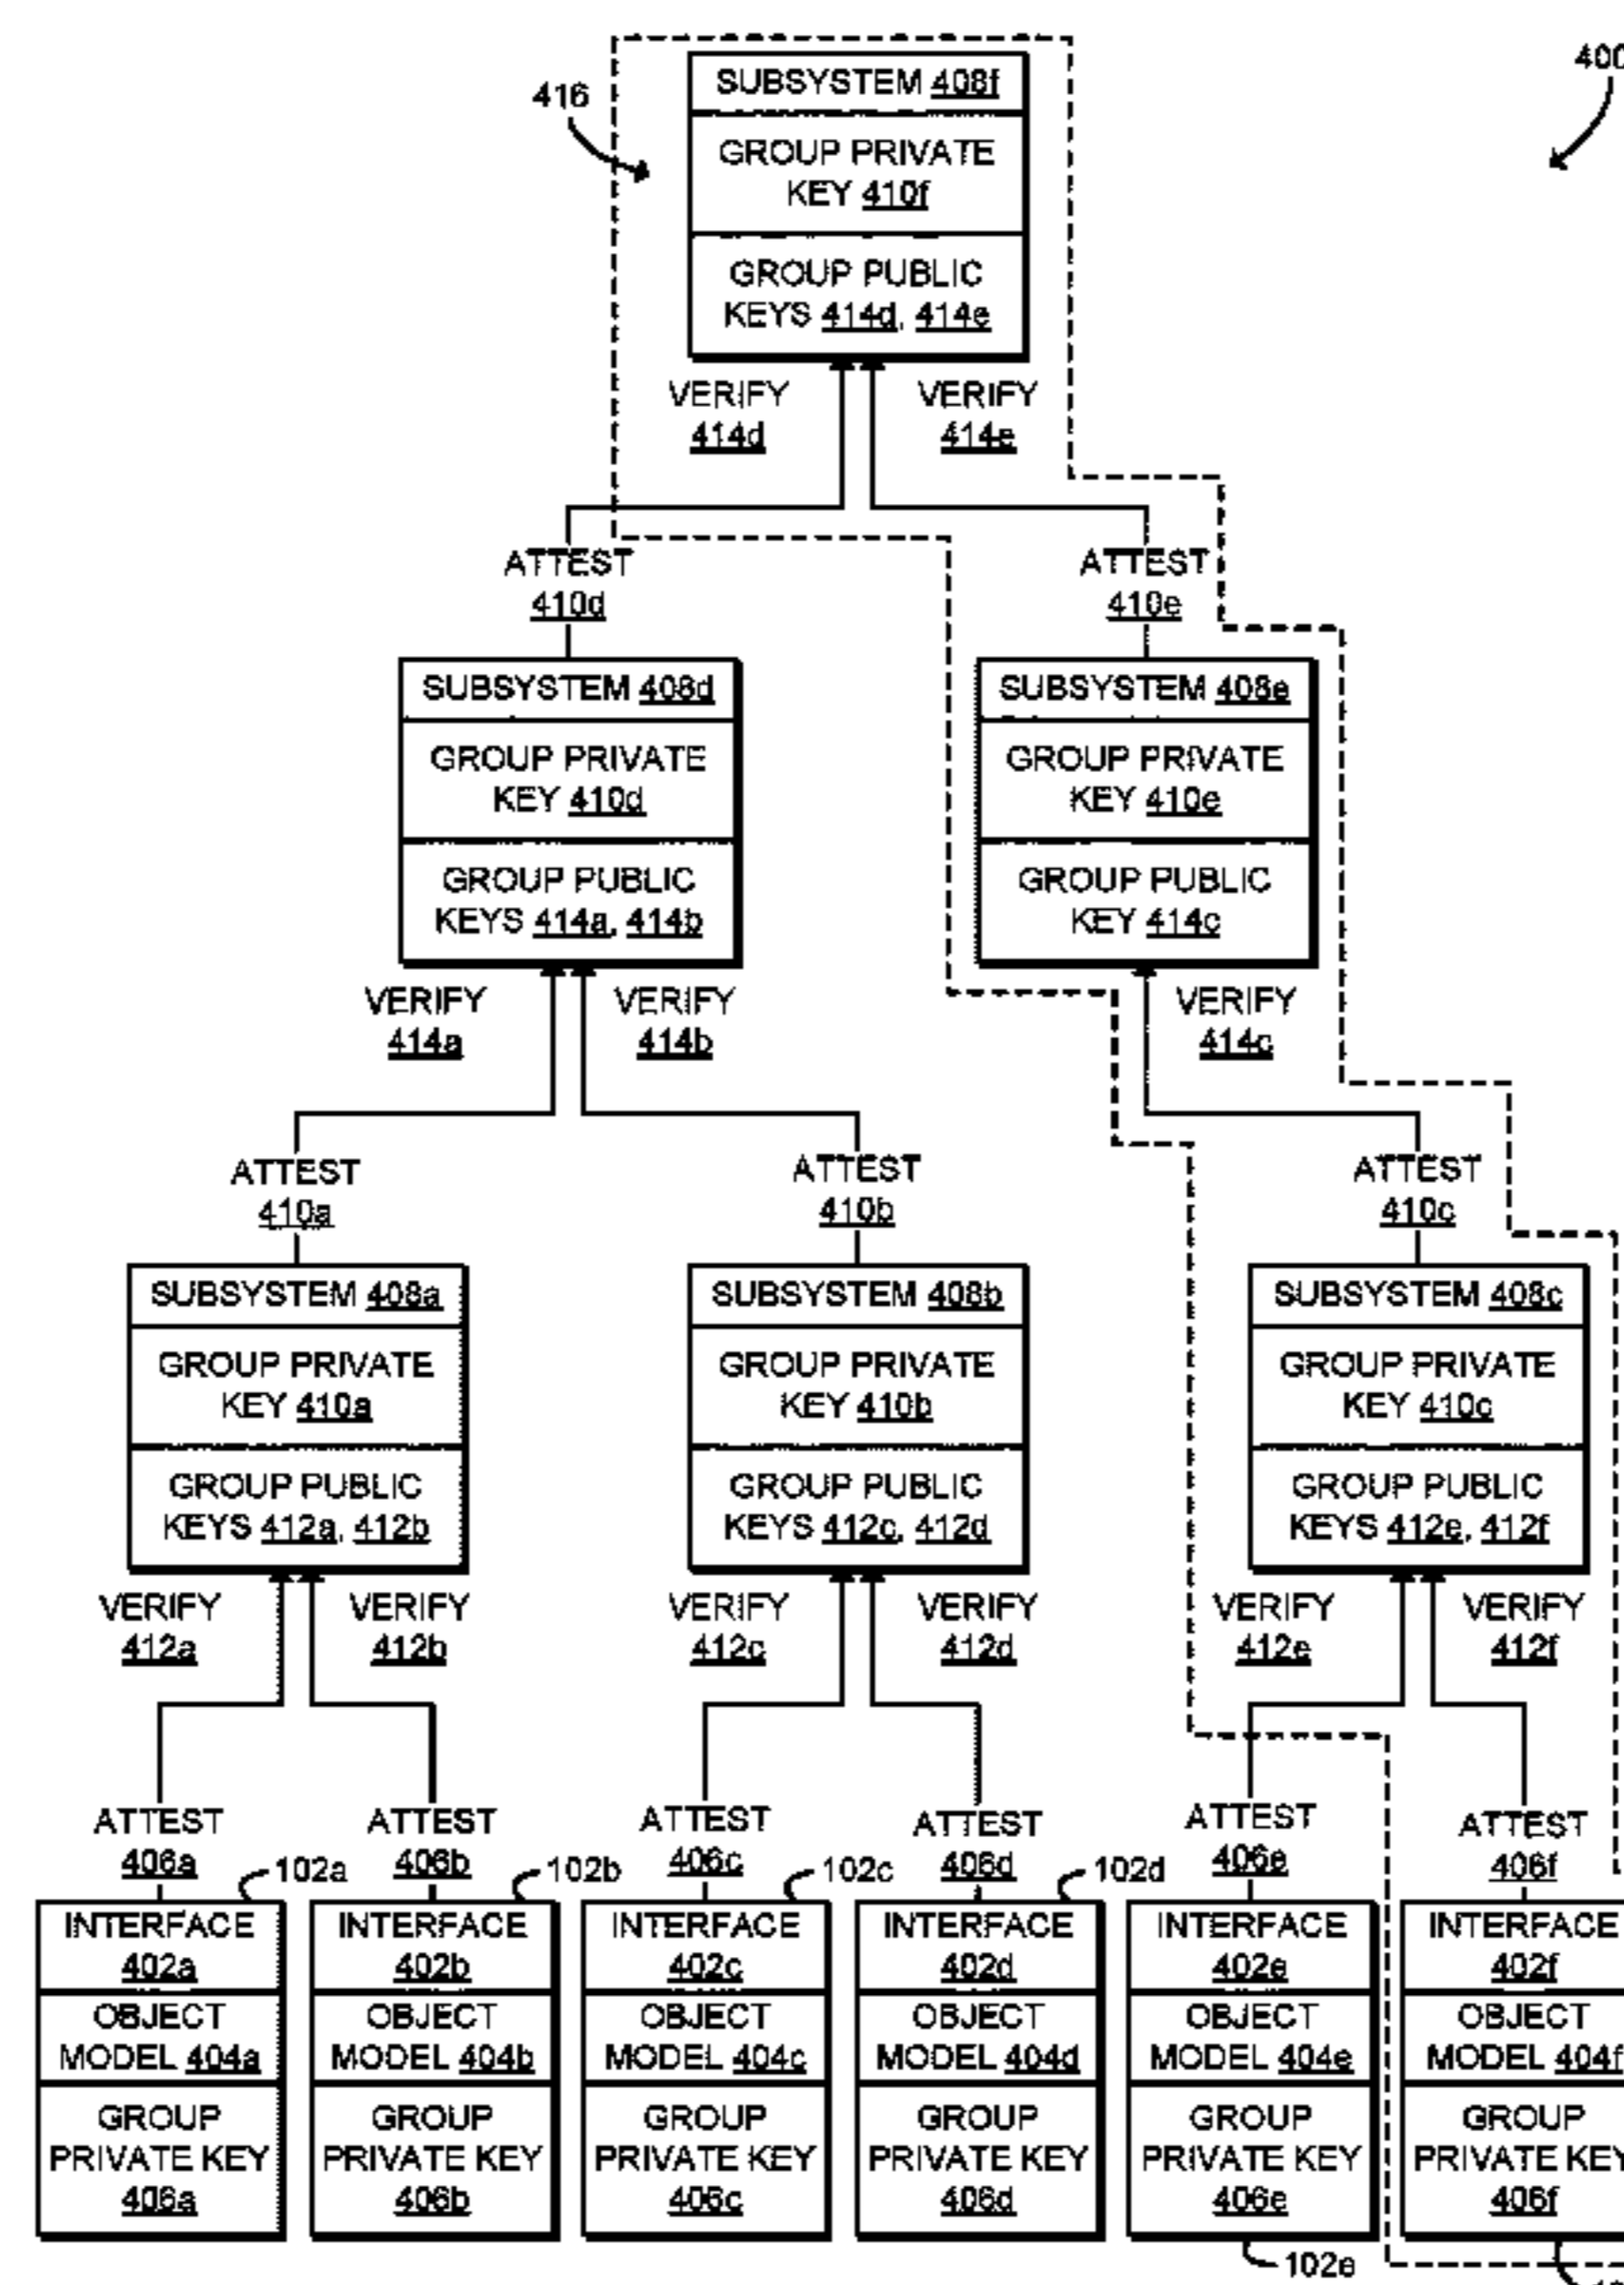 400
416
SUBSYSTEM 408f
GROUP PRIVATE
KEY 410f
GROUP PUBLIC
KEYS 414d, 414e
VERIFY
414d
VERIFY
414e
ATTEST
410d
ATTEST
410e
SUBSYSTEM 408d
GROUP PRIVATE
KEY 410d
GROUP PUBLIC
KEYS 414a, 414b
SUBSYSTEM 408e
GROUP PRIVATE
KEY 410e
GROUP PUBLIC
KEY 414c
VERIFY
414a
VERIFY
414b
VERIFY
414c
ATTEST
410a
ATTEST
410b
ATTEST
410c
SUBSYSTEM 408a
GROUP PRIVATE
KEY 410a
GROUP PUBLIC
KEYS 412a, 412b
SUBSYSTEM 408b
GROUP PRIVATE
KEY 410b
GROUP PUBLIC
KEYS 412c, 412d
SUBSYSTEM 408c
GROUP PRIVATE
KEY 410c
GROUP PUBLIC
KEYS 412e, 412f
VERIFY
412a
VERIFY
412b
VERIFY
412c
VERIFY
412d
VERIFY
412e
VERIFY
412f
ATTEST
406a
102a
ATTEST
406b
102b
ATTEST
406c
102c
ATTEST
406d
102d
ATTEST
406e
ATTEST
406f
INTERFACE
402a
OBJECT
MODEL 404a
GROUP
PRIVATE KEY
406a
INTERFACE
402b
OBJECT
MODEL 404b
GROUP
PRIVATE KEY
406b
INTERFACE
402c
OBJECT
MODEL 404c
GROUP
PRIVATE KEY
406c
INTERFACE
402d
OBJECT
MODEL 404d
GROUP
PRIVATE KEY
406d
INTERFACE
402e
OBJECT
MODEL 404e
GROUP
PRIVATE KEY
406e
102e
INTERFACE
402f
OBJECT
MODEL 404f
GROUP
PRIVATE KEY
406f